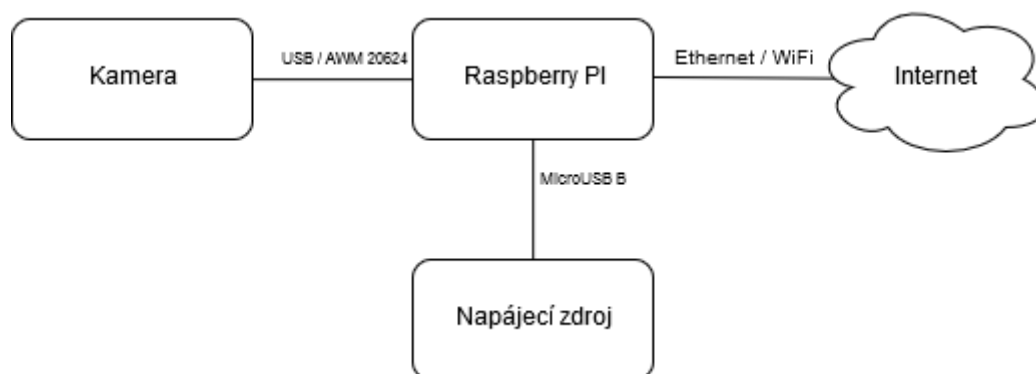 Kamera
USB / AWM 20624
Raspberry PI
Ethernet / WiFi
Internet
MicroUSB B
Napájecí zdroj